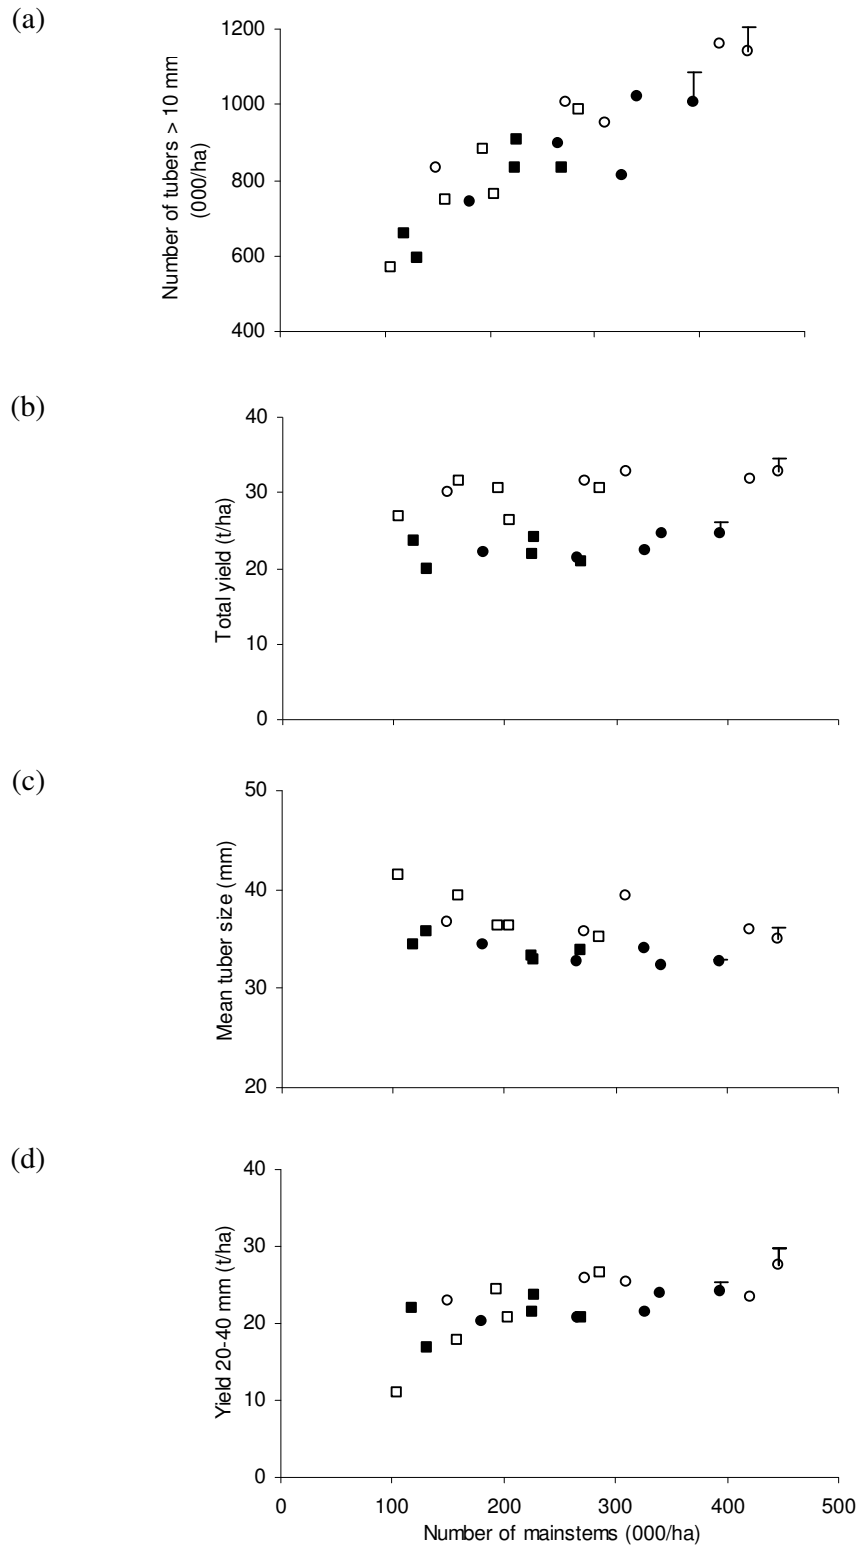 (a)
1200
1000
800
600
400
Number of tubers > 10 mm
(000/ha)
(b)
40
30
20
10
0
Total yield (t/ha)
(c)
50
40
30
20
Mean tuber size (mm)
(d)
40
30
20
10
0
Yield 20-40 mm (t/ha)
0 100 200 300 400 500
Number of mainstems (000/ha)